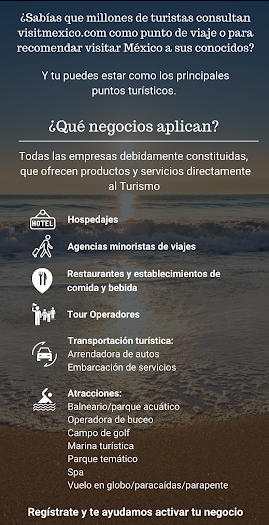 ¿Sabías que millones de turistas consultan
visitmexico.com como punto de viaje o para
recomendar visitar México a sus conocidos?
Y tu puedes estar como los principales
puntos turísticos.
¿Qué negocios aplican?
Todas las empresas debidamente constituidas,
que ofrecen productos y servicios directamente
al Turismo
HOTEL
Hospedajes
Agencias minoristas de viajes
Restaurantes y establecimientos de
comida y bebida
Tour Operadores
Transportación turística:
Arrendadora de autos
Embarcación de servicios
Atracciones:
Balneario/parque acuático
Operadora de buceo
Campo de golf
Marina turística
Parque temático
Spa
Vuelo en globo/paracaídas/parapente
Regístrate y te ayudamos activar tu negocio